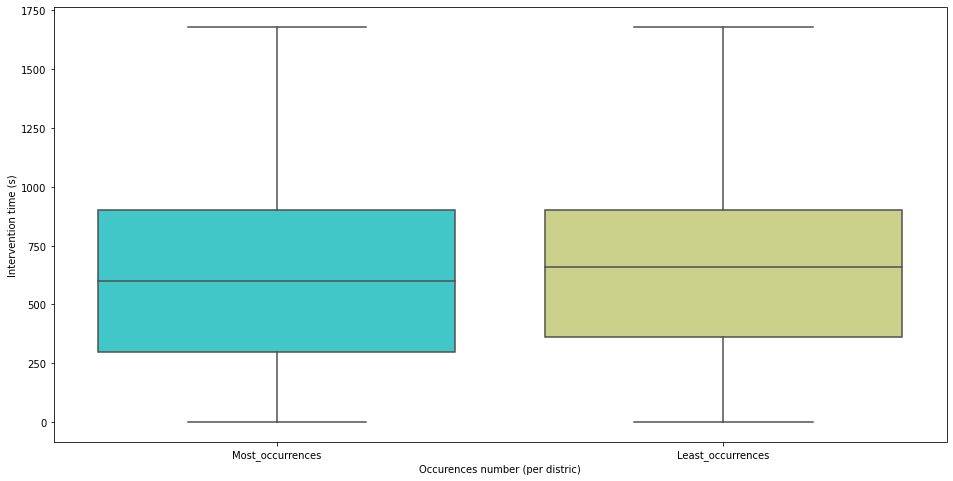 Intervention time (s)
1750
1500
1250
1000
750
500
250
0
Most_occurrences Least_occurrences
Occurences number (per distric)